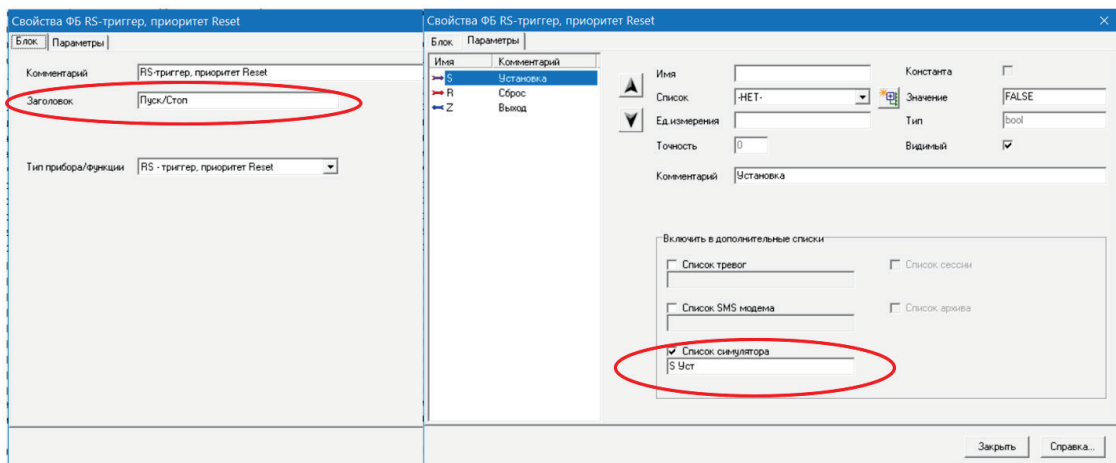 Свойства ФБ RS-триггер, приоритет Reset
Блок Параметры
Комментарий RS-триггер, приоритет Reset
Заголовок Пуск/Стоп
Тип прибора/функции RS - триггер, приоритет Reset
Свойства ФБ RS-триггер, приоритет Reset
Блок Параметры
Имя Комментарий
S Установка
R Сброс
Z Выход
Имя Константа
Список -НЕТ- Значение FALSE
Ед.измерения Тип bool
Точность 0 Видимый
Комментарий Установка
Включить в дополнительные списки
Список тревог Список сессии
Список SMS модема Список архива
Список симулятора
S Уст
Закрыть Справка...